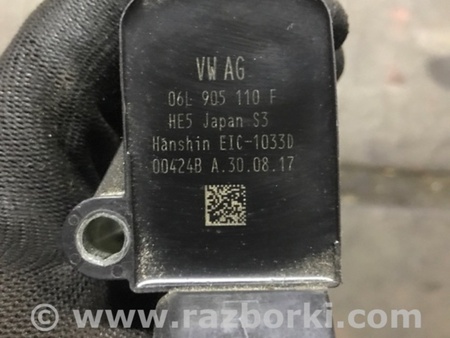 VW AG
06L 905 110 F
HE5 Japan S3
Hanshin EIC-1033D
00424B A.30.08.17
© www.razborki.com